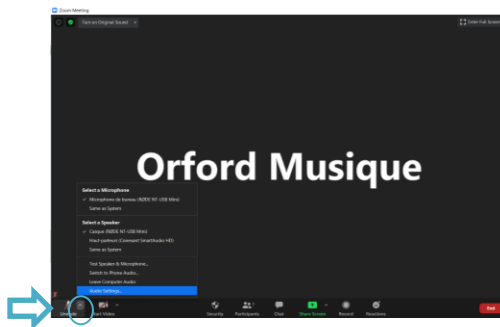 Zoom Meeting
Turn on Original Sound
Enter Full Screen
Orford Musique
Select a Microphone
✓ Microphone de bureau (RØDE NT-USB Mini)
Same as System
Select a Speaker
✓ Casque (RØDE NT-USB Mini)
Haut-parleurs (Conexant SmartAudio HD)
Same as System
Test Speaker & Microphone...
Switch to Phone Audio...
Leave Computer Audio
Audio Settings...
Unmute
Start Video
Security
Participants
Chat
Share Screen
Record
Reactions
End